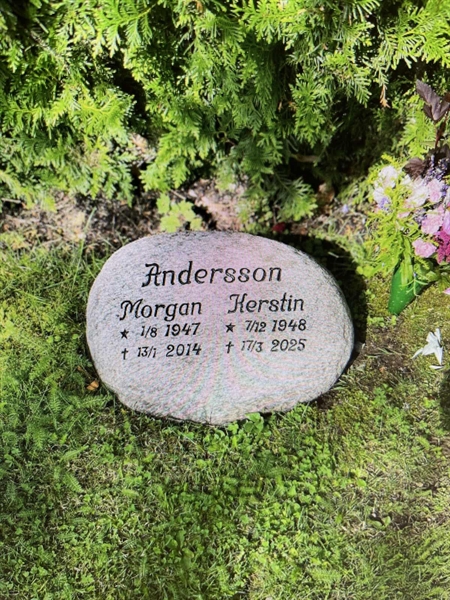 Andersson
Morgan Kerstin
* 1/8 1947 * 7/12 1948
† 13/1 2014 † 17/3 2025